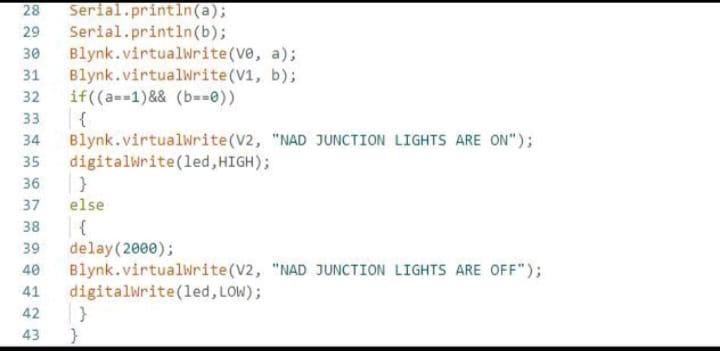 28 Serial.println(a);
29 Serial.println(b);
30 Blynk.virtualWrite(V0, a);
31 Blynk.virtualWrite(V1, b);
32 if((a==1)&& (b==0))
33 {
34 Blynk.virtualWrite(V2, "NAD JUNCTION LIGHTS ARE ON");
35 digitalWrite(led,HIGH);
36 }
37 else
38 {
39 delay(2000);
40 Blynk.virtualWrite(V2, "NAD JUNCTION LIGHTS ARE OFF");
41 digitalWrite(led,LOW);
42 }
43 }